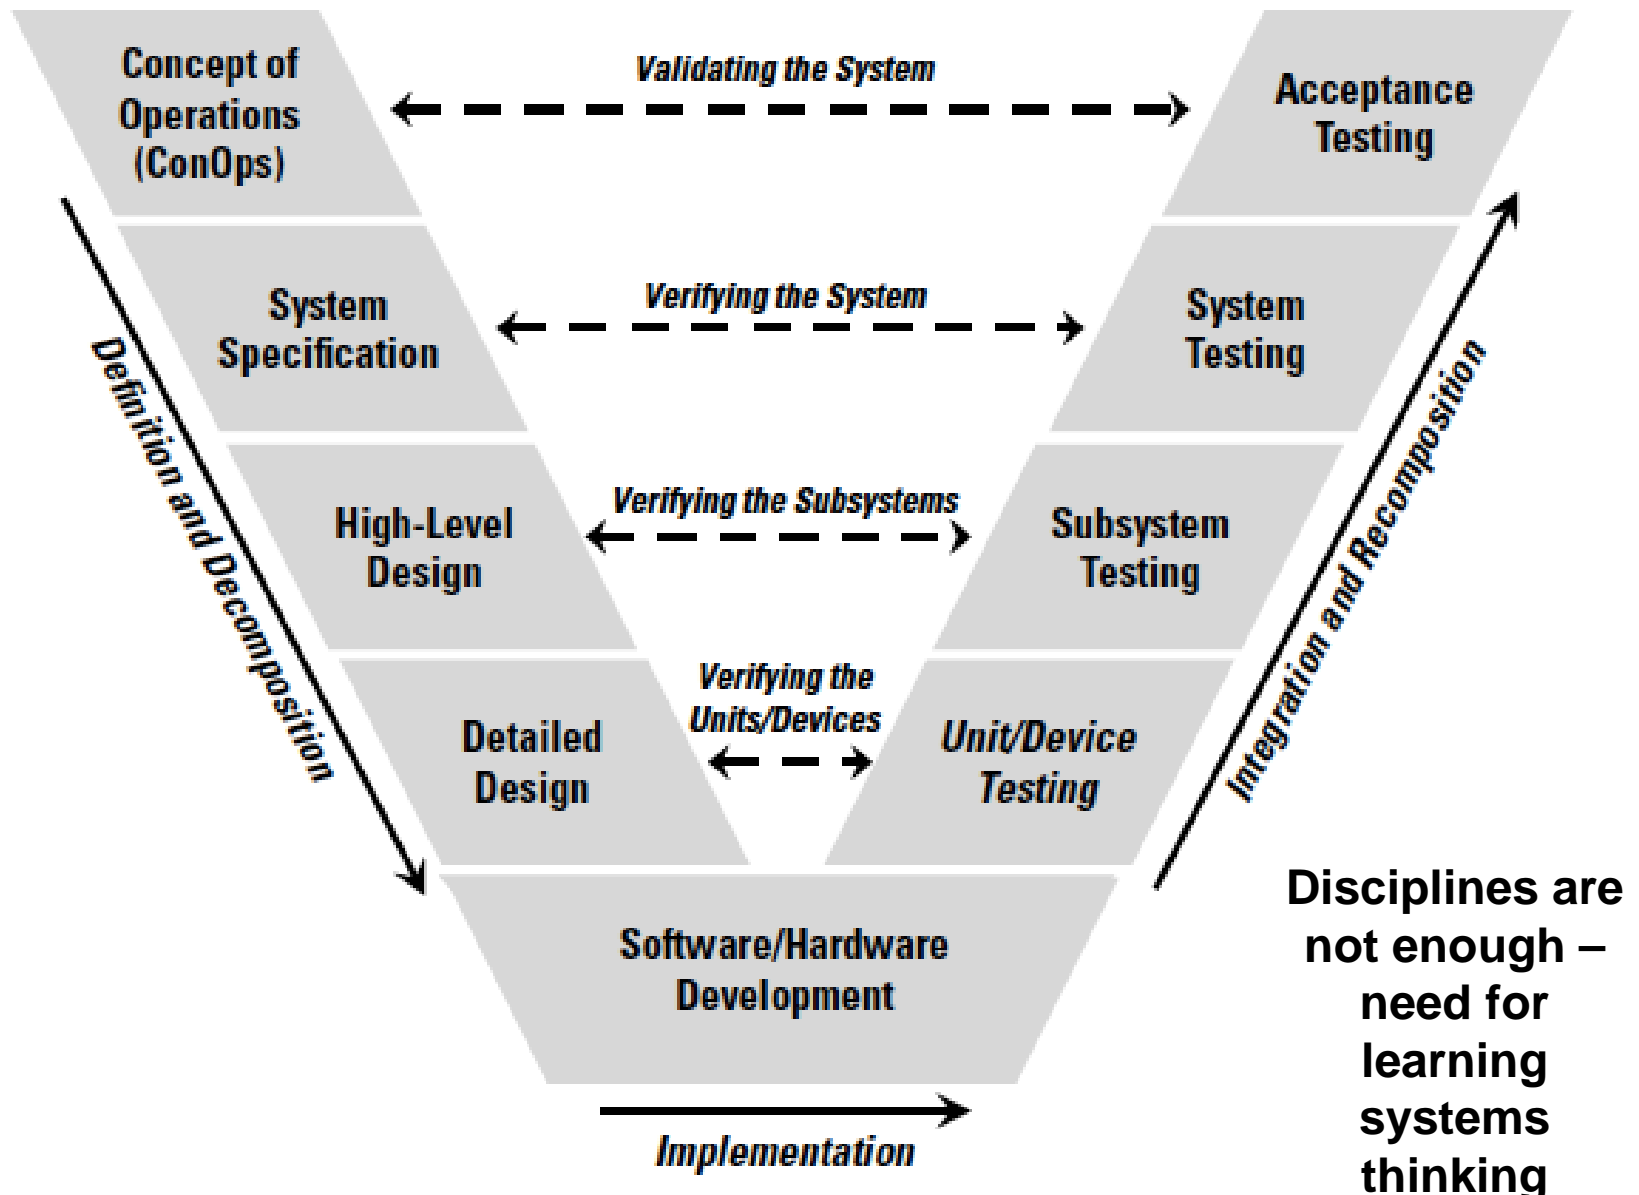 Concept of
Operations
(ConOps)
Validating the System
Acceptance
Testing
System
Specification
Verifying the System
System
Testing
High-Level
Design
Verifying the Subsystems
Subsystem
Testing
Detailed
Design
Verifying the
Units/Devices
Unit/Device
Testing
Software/Hardware
Development
Definition and Decomposition
Implementation
Integration and Recomposition
Disciplines are
not enough –
need for
learning
systems
thinking